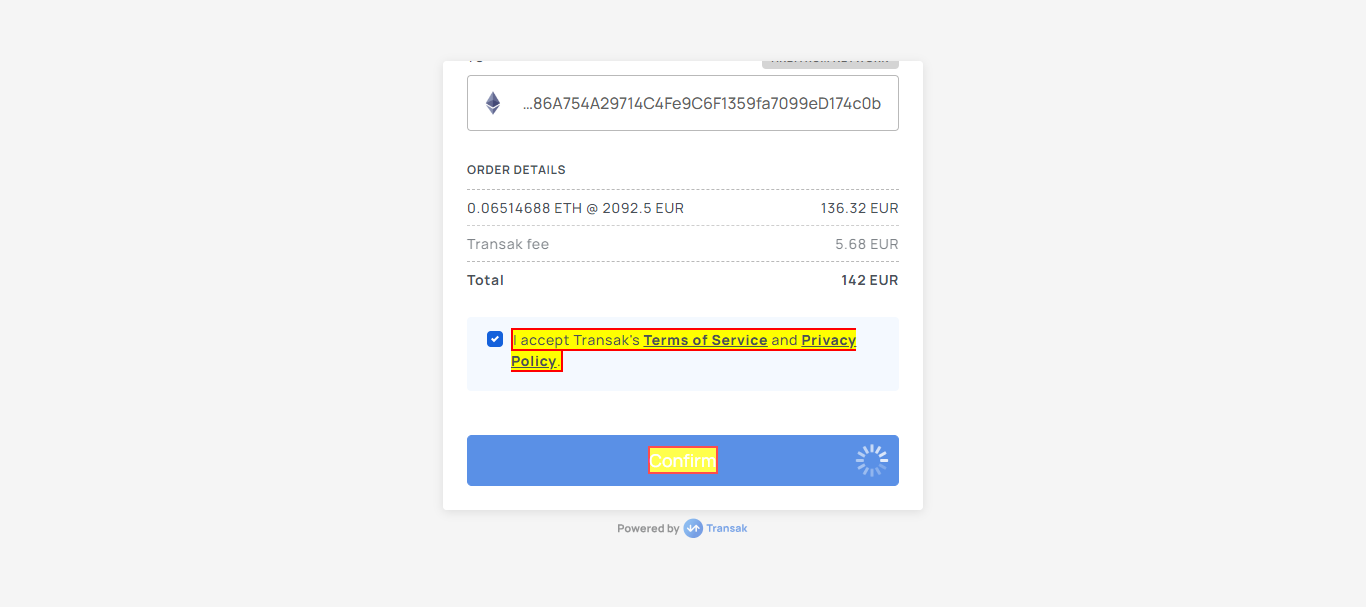 ...86A754A29714C4Fe9C6F1359fa7099eD174c0b
ORDER DETAILS
0.06514688 ETH @ 2092.5 EUR 136.32 EUR
Transak fee 5.68 EUR
Total 142 EUR
I accept Transak's Terms of Service and Privacy
Policy.
Confirm
Powered by Transak